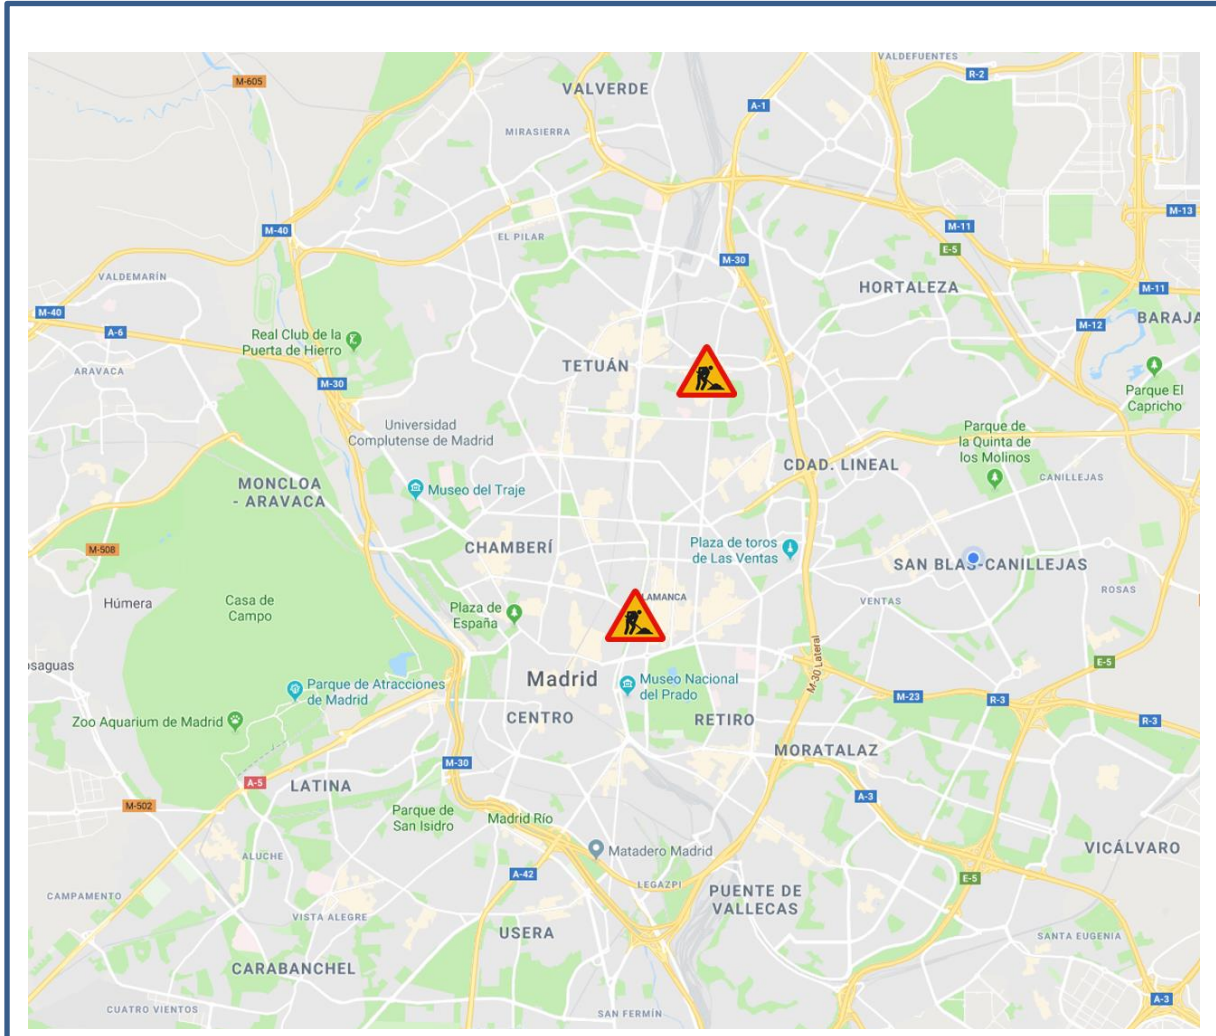 VALDEFUENTES
R-2
M-605
VALVERDE
A-1
MIRASIERRA
M-13
M-11
M-40
EL PILAR
E-5
M-30
VALDEMARÍN
HORTALEZA
M-11
M-40
BARAJA
M-12
A-6
Real Club de la
Puerta de Hierro
TETUÁN
ARAVACA
M-30
Parque El
Capricho
Universidad
Complutense de Madrid
Parque de
la Quinta de
los Molinos
CDAD. LINEAL
CANILLEJAS
MONCLOA
- ARAVACA
Museo del Traje
M-508
CHAMBERÍ
Plaza de toros
de Las Ventas
SAN BLAS-CANILLEJAS
ROSAS
Húmera
Casa de
Campo
Plaza de
España
LAMANCA
VENTAS
M-30 Lateral
osaguas
E-5
Parque de Atracciones
de Madrid
Madrid
Museo Nacional
del Prado
M-23
R-3
Zoo Aquarium de Madrid
CENTRO
RETIRO
R-3
MORATALAZ
M-30
A-5
LATINA
A-3
M-502
Parque de
San Isidro
Madrid Río
ALUCHE
Matadero Madrid
VICÁLVARO
A-42
E-5
LEGAZPI
CAMPAMENTO
PUENTE DE
VALLECAS
VISTA ALEGRE
USERA
SANTA EUGENIA
CARABANCHEL
A-3
CUATRO VIENTOS
SAN FERMÍN